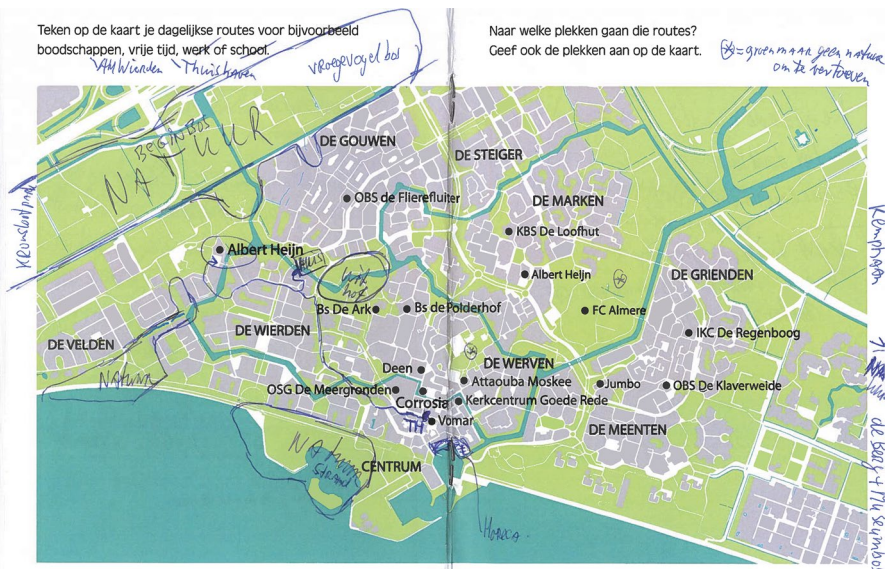 Teken op de kaart je dagelijkse routes voor bijvoorbeeld
boodschappen, vrije tijd, werk of school.
Naar welke plekken gaan die routes?
Geef ook de plekken aan op de kaart.
= groen maar geen natuur
om te vertoeven
AH Wierden Thuishaven
vroegevogelbos
BEGINBOS
NATUUR
DE GOUWEN
DE STEIGER
OBS de Flierefluiter
DE MARKEN
KBS De Loofhut
Kemphaan
Albert Heijn
HUIS
Albert Heijn
DE GRIENDEN
Bs De Ark
Bs de Polderhof
FC Almere
DE WIERDEN
IKC De Regenboog
DE VELDEN
NATUUR
Deen
DE WERVEN
Attaouba Moskee
Jumbo
OBS De Klaverweide
OSG De Meergronden
Corrosia
Kerkcentrum Goede Rede
TH
Vomar
DE MEENTEN
NATUUR
STRAND
CENTRUM
Horeca